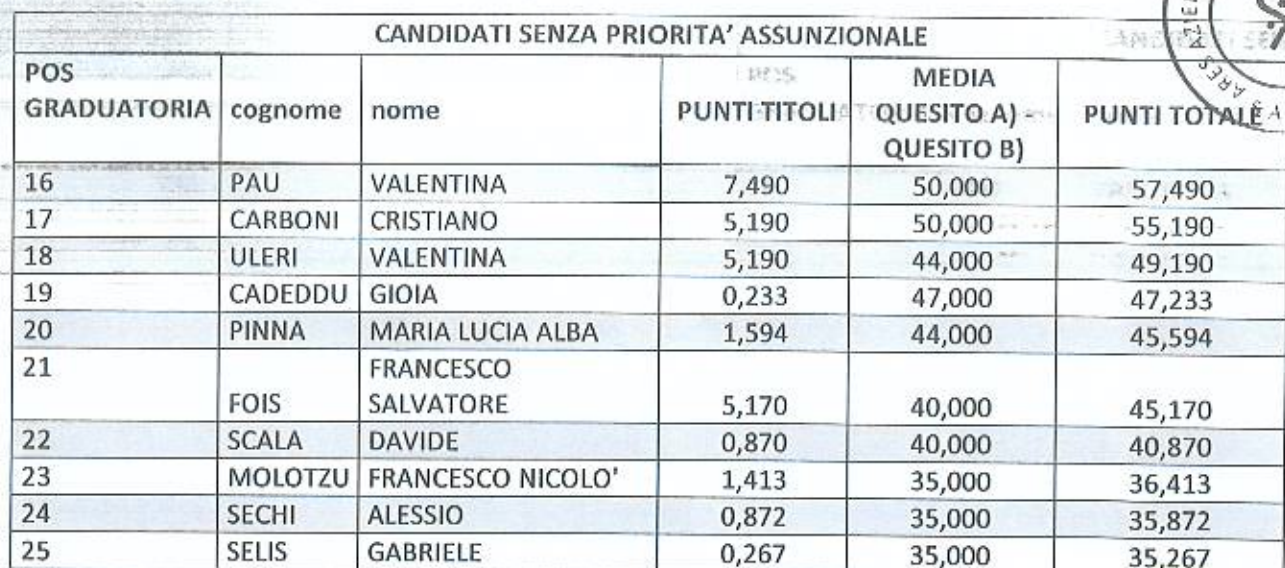 CANDIDATI SENZA PRIORITA' ASSUNZIONALE
POS GRADUATORIA cognome nome PUNTI TITOLI MEDIA QUESITO A) - QUESITO B) PUNTI TOTALE
16 PAU VALENTINA 7,490 50,000 57,490
17 CARBONI CRISTIANO 5,190 50,000 55,190
18 ULERI VALENTINA 5,190 44,000 49,190
19 CADEDDU GIOIA 0,233 47,000 47,233
20 PINNA MARIA LUCIA ALBA 1,594 44,000 45,594
21 FOIS FRANCESCO SALVATORE 5,170 40,000 45,170
22 SCALA DAVIDE 0,870 40,000 40,870
23 MOLOTZU FRANCESCO NICOLO' 1,413 35,000 36,413
24 SECHI ALESSIO 0,872 35,000 35,872
25 SELIS GABRIELE 0,267 35,000 35,267
ARES